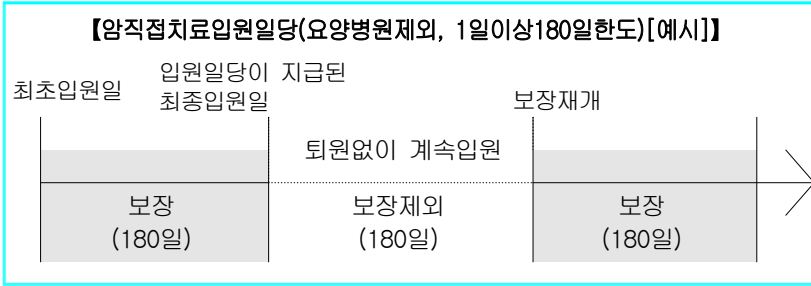 【암직접치료입원일당(요양병원제외, 1일이상180일한도)[예시]】
최초입원일
입원일당이 지급된
최종입원일
보장재개
퇴원없이 계속입원
보장
(180일)
보장제외
(180일)
보장
(180일)